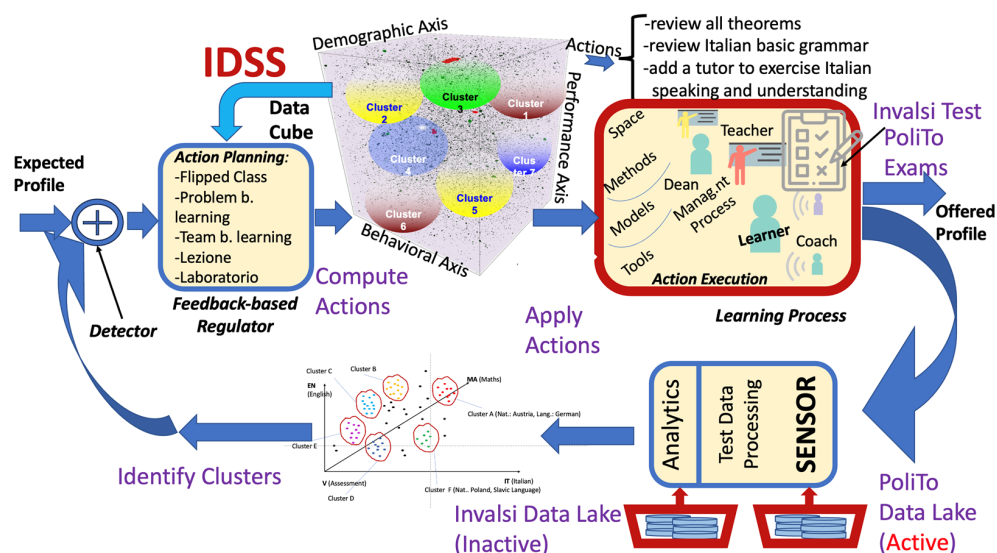 Demographic Axis
IDSS
Data
Cube
Actions
-review all theorems
-review Italian basic grammar
-add a tutor to exercise Italian
speaking and understanding
Cluster
2
Cluster
3
Cluster
1
Cluster
4
Clus
ter 7
Cluster
5
Cluster
6
Performance Axis
Behavioral Axis
Expected
Profile
Detector
Action Planning:
-Flipped Class
-Problem b.
learning
-Team b. learning
-Lezione
-Laboratorio
Feedback-based
Regulator
Compute
Actions
Space
Methods
Models
Tools
Teacher
Dean
Manag.nt
Process
Learner
Coach
Action Execution
Invalsi Test
PoliTo
Exams
Offered
Profile
Learning Process
Apply
Actions
Cluster C
Cluster B
EN
(English)
MA (Maths)
Cluster A (Nat.: Austria, Lang.: German)
Cluster E
V (Assessment)
IT (Italian)
Cluster D
Cluster F (Nat.. Poland, Slavic Language)
Identify Clusters
Analytics
Test Data
Processing
SENSOR
Invalsi Data Lake
(Inactive)
PoliTo
Data Lake
(Active)